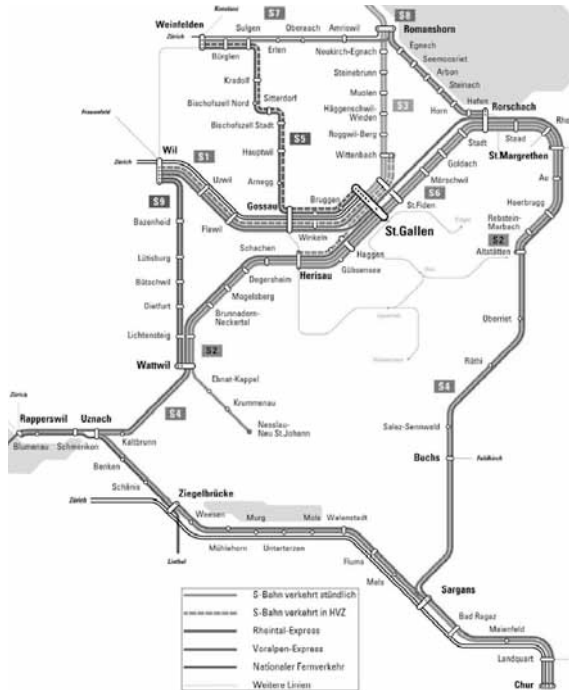 Konstanz
S7
S8
Weinfelden
Sulgen
Oberaach
Amriswil
Romanshorn
Zürich
Bürglen
Erlen
Neukirch-Egnach
Egnach
Steinebrunn
Kradolf
Arbon
Muolen
Steinach
Sitterdorf
Bischofszell Nord
Häggenschwil-
Winden
Horn
Hafen
Rorschach
Frauenfeld
Bischofszell Stadt
S5
Roggwil-Berg
Stadt
Staad
Wil
Hauptwil
Wittenbach
St.Margrethen
Zürich
S1
Goldach
S9
Uzwil
Arnegg
Bruggen
S6
Mörschwil
Au
Gossau
Heerbrugg
Bazenheid
St.Fiden
Flawil
Winkeln
St.Gallen
Rebstein-
Marbach
Schachen
S2
Haggen
Altstätten
Lütisburg
Herisau
Gübsensee
Degersheim
Bütschwil
Mogelsberg
Dietfurt
Brunnadern-
Neckertal
Oberriet
Lichtensteig
S2
Rüthi
Wattwil
Ebnat-Kappel
S4
Zürich
Krummenau
S4
Rapperswil
Uznach
Nesslau-
Neu St.Johann
Salez-Sennwald
Blumenau
Schmerikon
Kaltbrunn
Buchs
Feldkirch
Benken
Schänis
Ziegelbrücke
Zürich
Weesen
Murg
Mols
Walenstadt
Mühlehorn
Unterterzen
Linthal
Flums
Mels
Sargans
S-Bahn verkehrt stündlich
Bad Ragaz
S-Bahn verkehrt in HVZ
Maienfeld
Rheintal-Express
Voralpen-Express
Landquart
Nationaler Fernverkehr
Weitere Linien
Chur